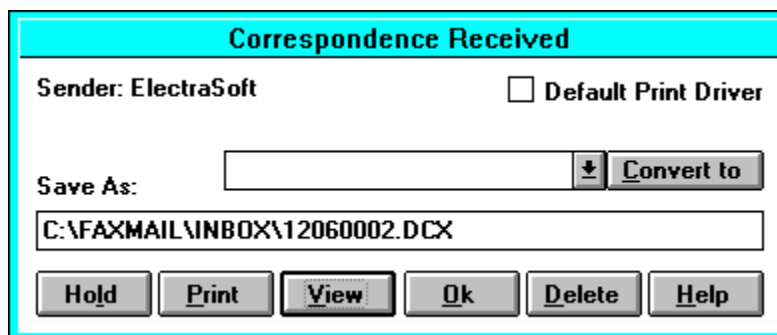 Correspondence Received
Sender: ElectraSoft
Default Print Driver
Save As:
Convert to
C:\FAXMAIL\INBOX\12060002.DCX
Hold Print View Ok Delete Help